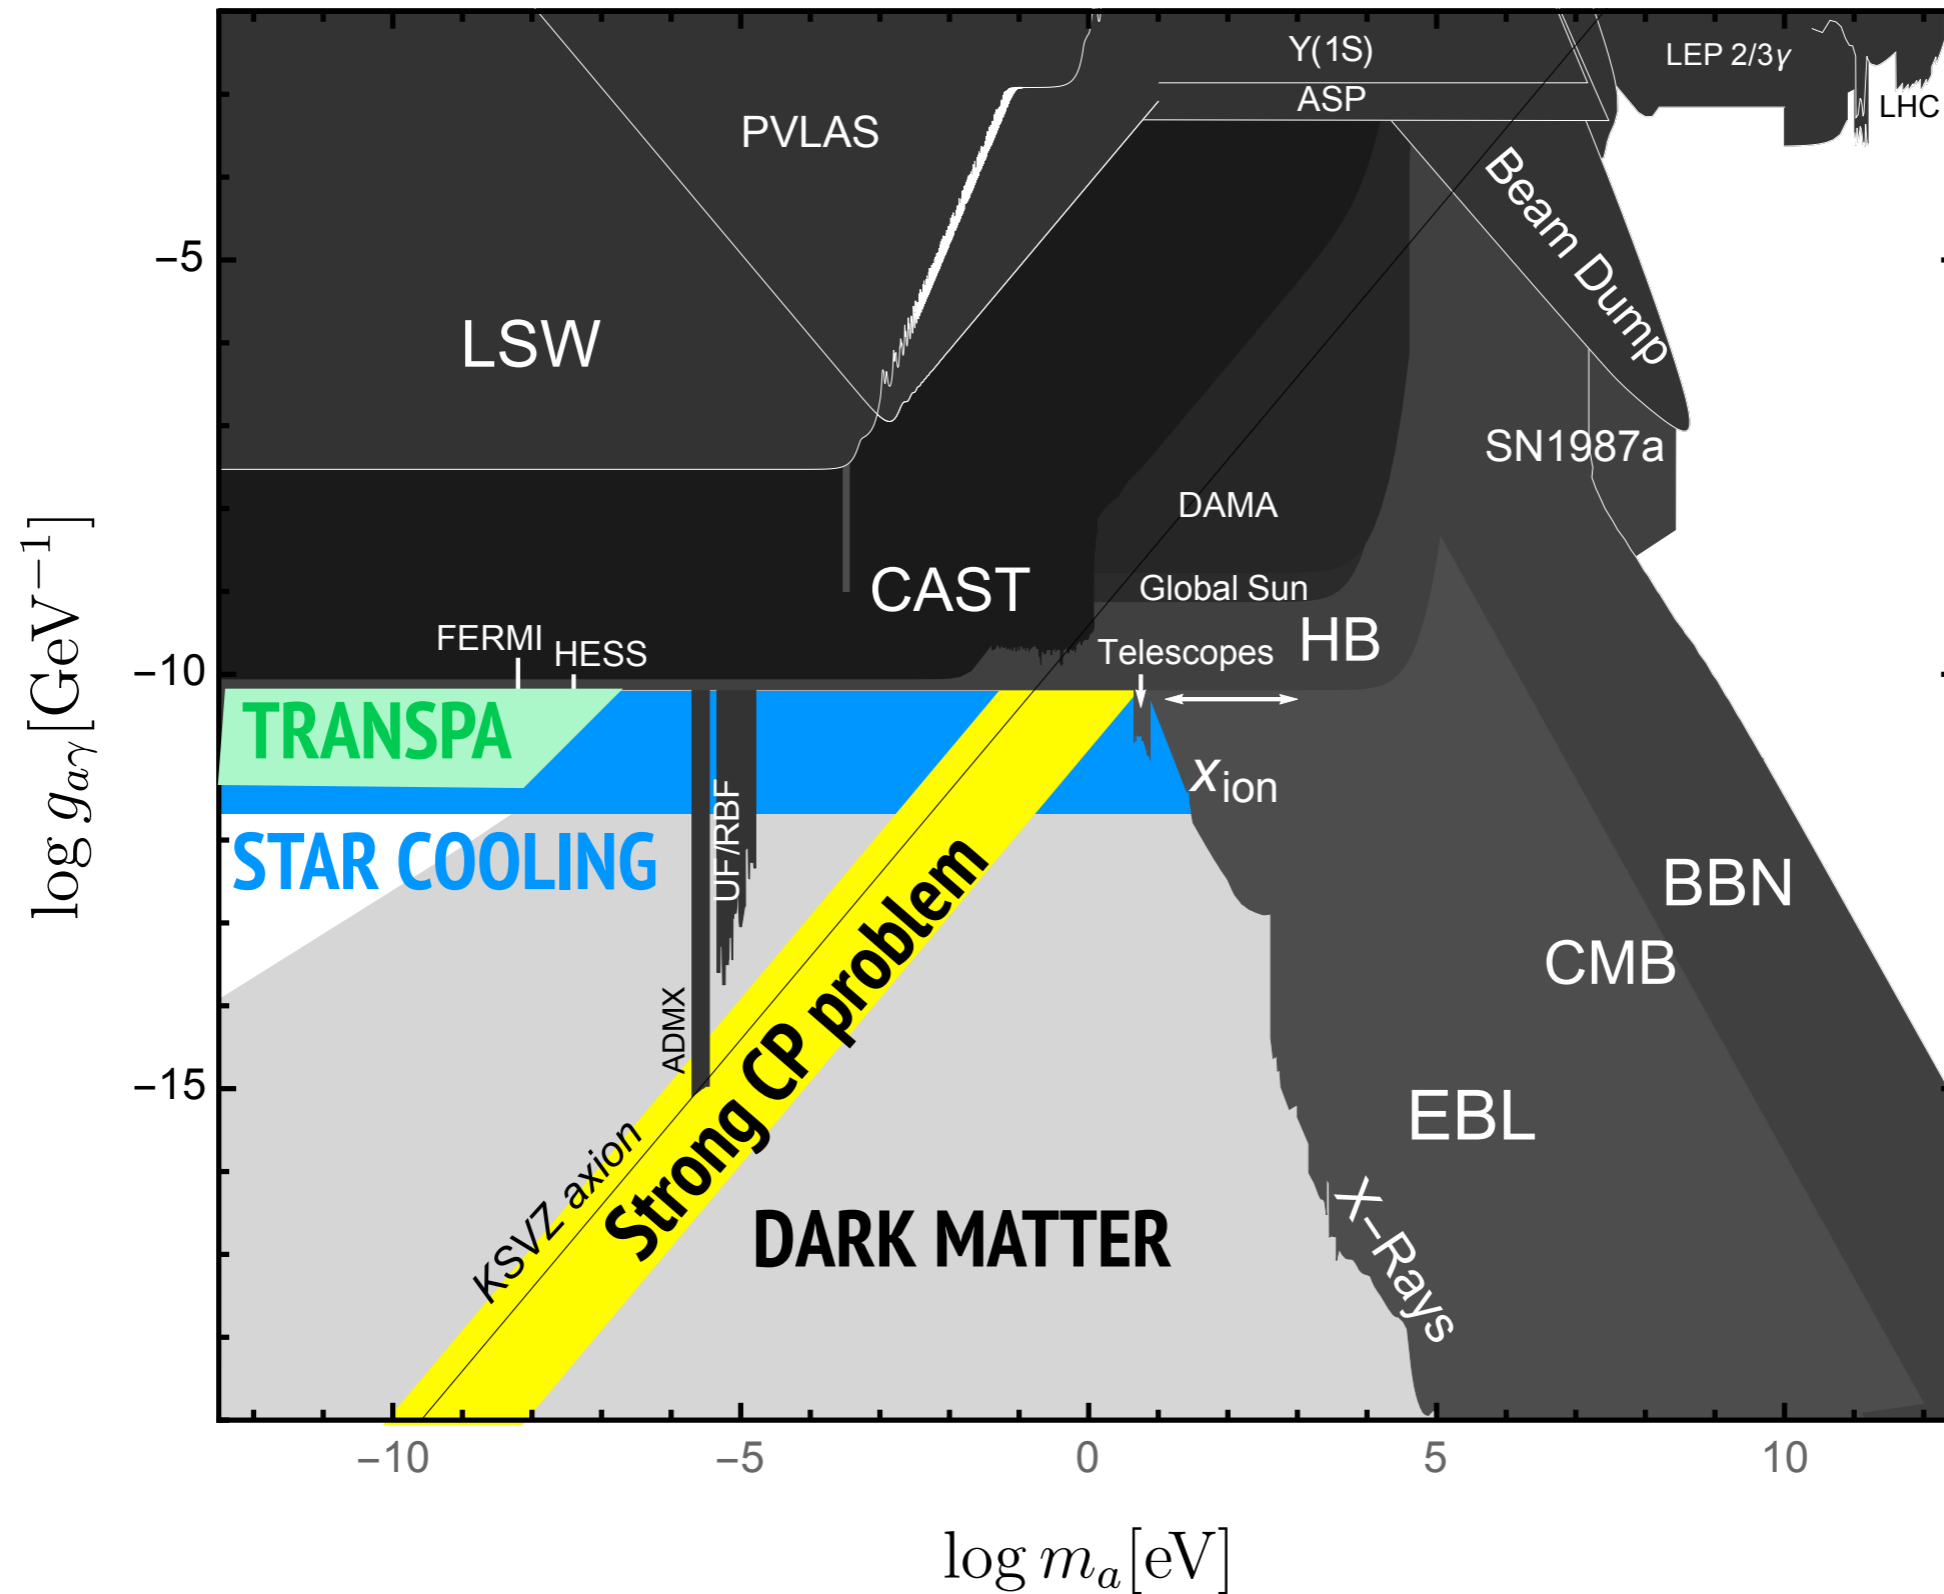 Y(1S)
LEP 2/3γ
ASP
LHC
PVLAS
Beam Dump
−5
LSW
SN1987a
DAMA
CAST
Global Sun
FERMI
HESS
HB
Telescopes
−10
TRANSPA
x_ion
UF/RBF
STAR COOLING
BBN
CMB
ADMX
−15
EBL
KSVZ axion
Strong CP problem
DARK MATTER
X−Rays
−10
−5
0
5
10
log m_a[eV]
log g_{aγ}[GeV^{−1}]